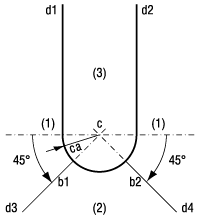 d1 d2
(3)
c
(1) (1)
ca
45° 45°
b1 b2
d3 (2) d4